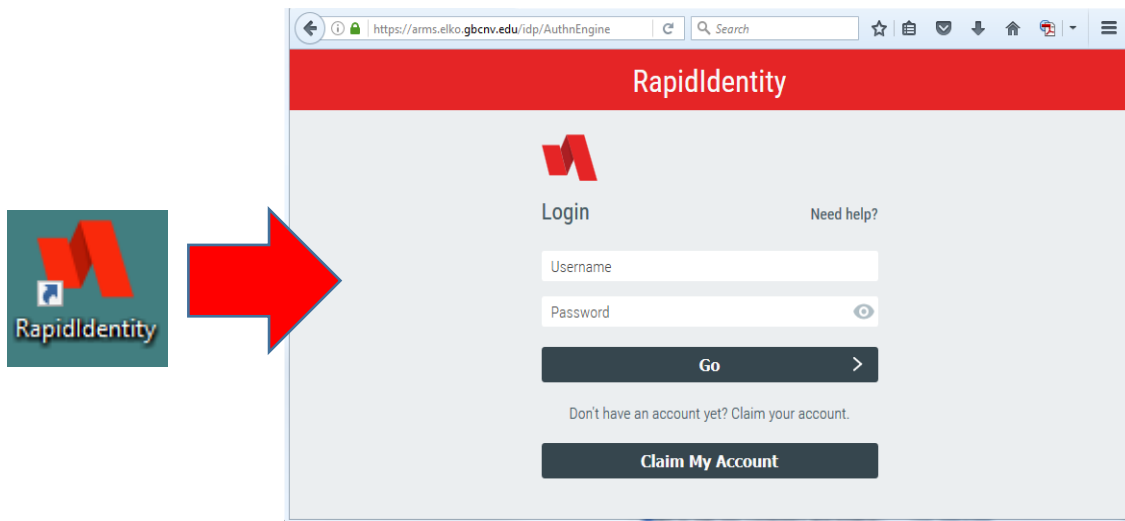 https://arms.elko.gbcnv.edu/idp/AuthnEngine
Search
RapidIdentity
Login
Need help?
Username
Password
Go
Don't have an account yet? Claim your account.
Claim My Account
RapidIdentity